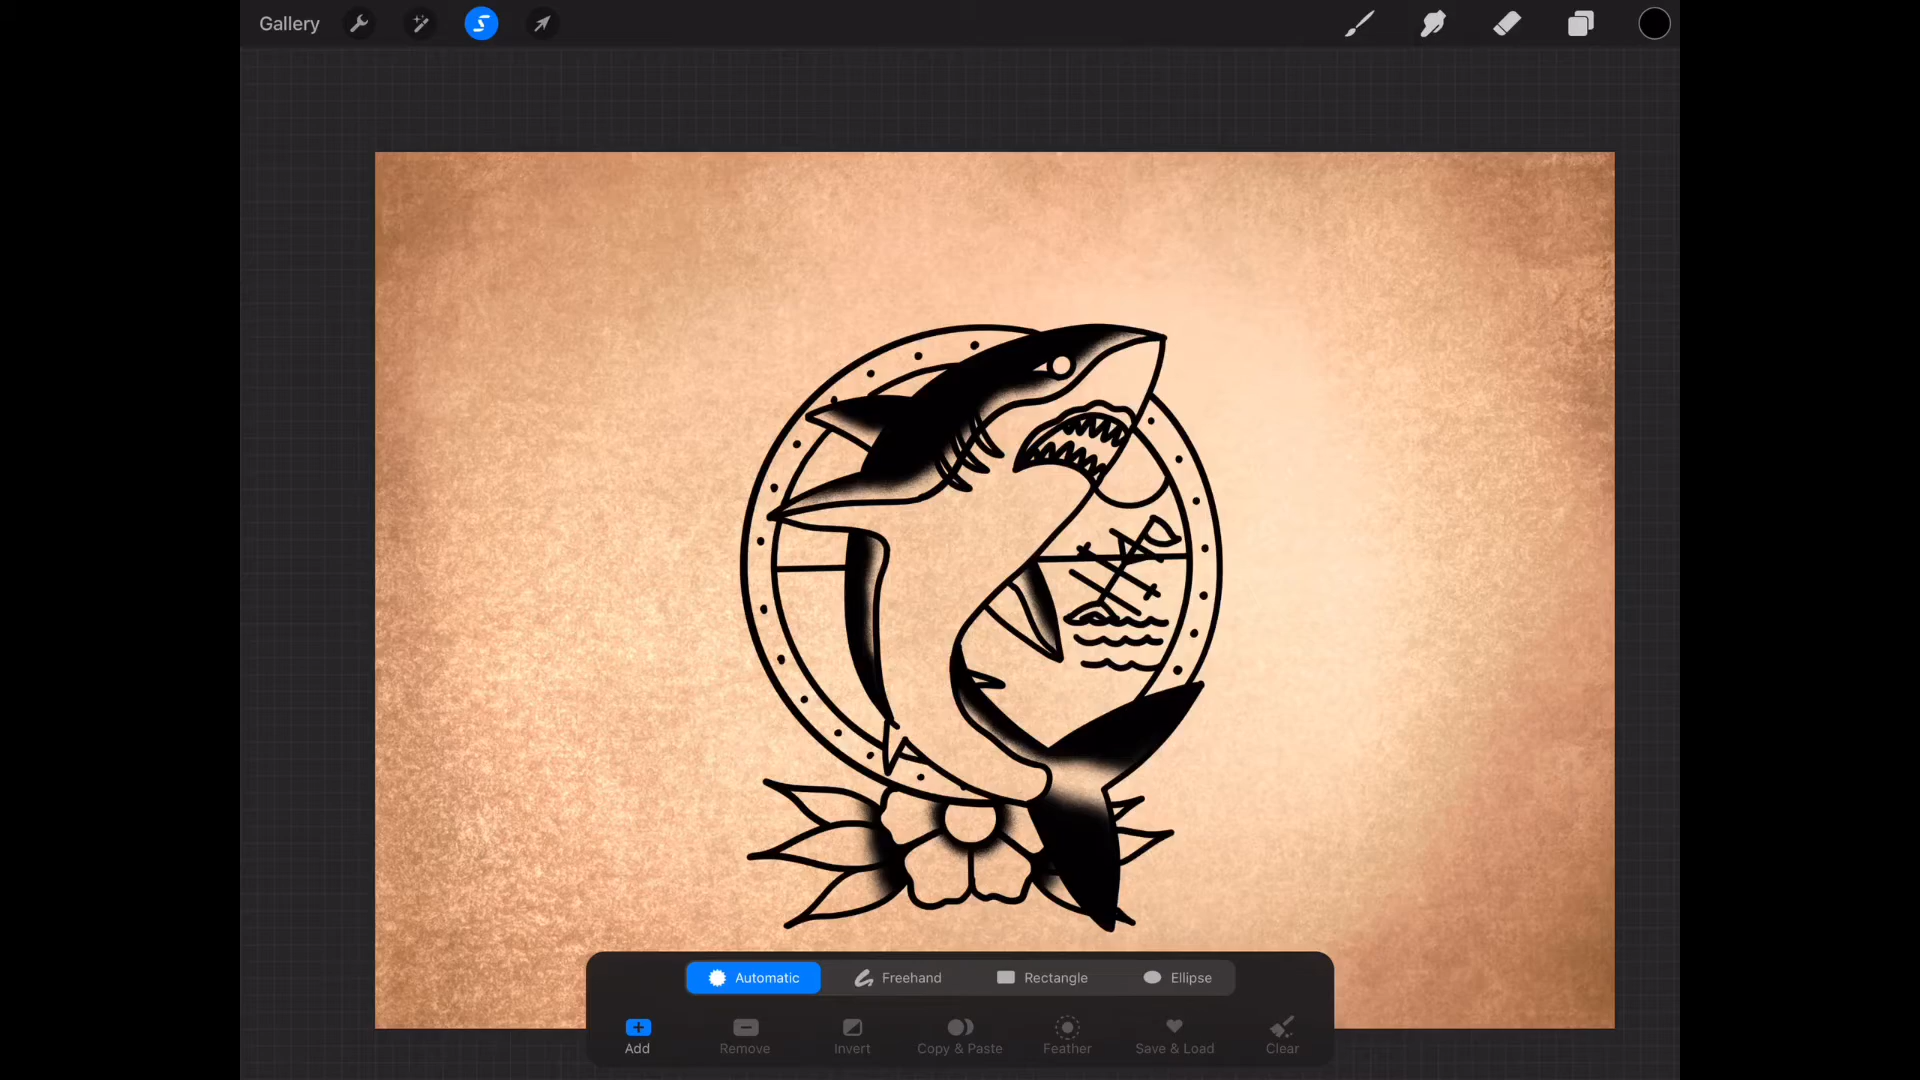 Gallery
Automatic Freehand Rectangle Ellipse
Add Remove Invert Copy & Paste Feather Save & Load Clear